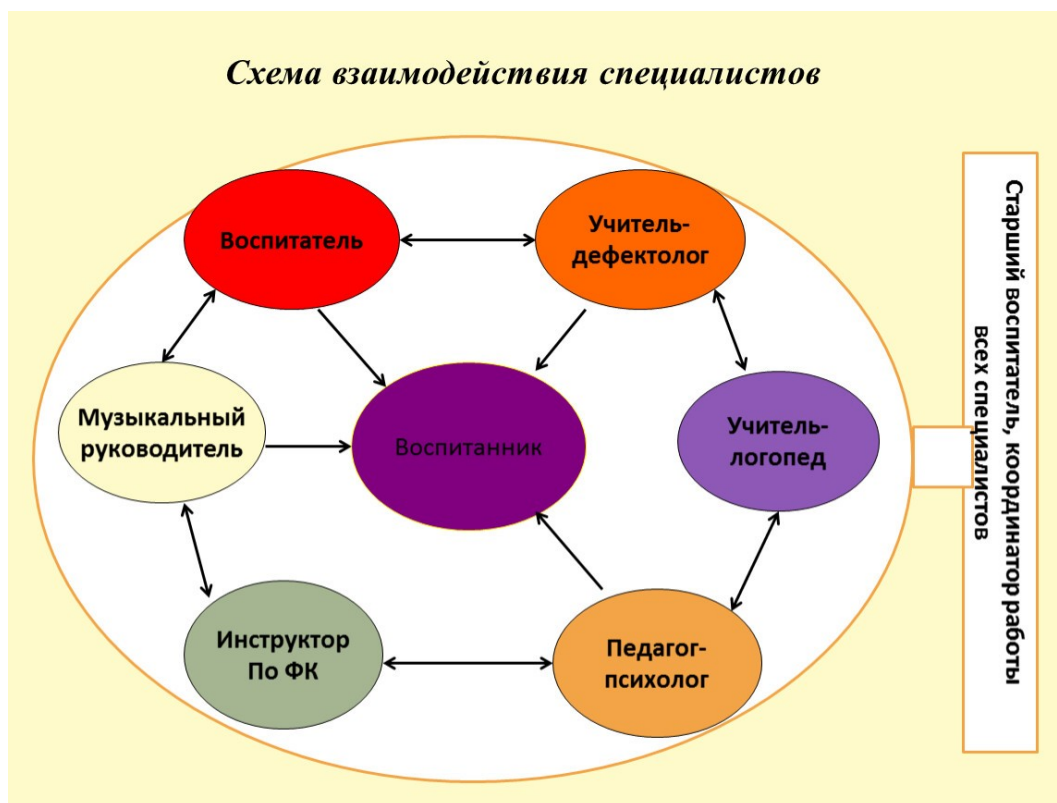 Схема взаимодействия специалистов
Воспитатель
Учитель-
дефектолог
Музыкальный
руководитель
Воспитанник
Учитель-
логопед
Инструктор
По ФК
Педагог-
психолог
Старший воспитатель, координатор работы
всех специалистов